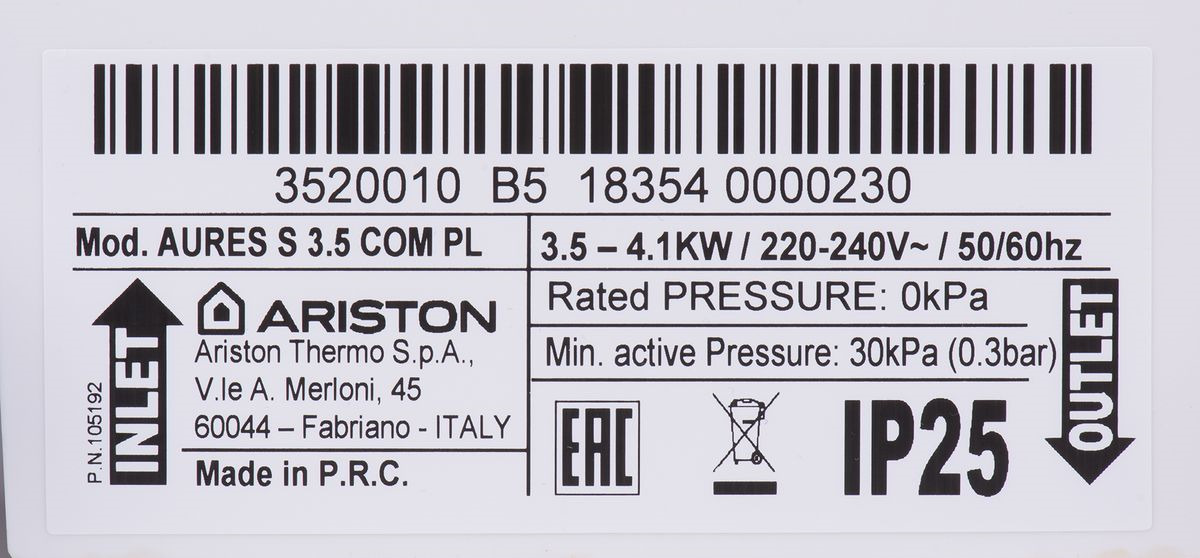 3520010 B5 18354 0000230
Mod. AURES S 3.5 COM PL
3.5 – 4.1KW / 220-240V~ / 50/60hz
P.N.105192
INLET
ARISTON
Ariston Thermo S.p.A.,
V.le A. Merloni, 45
60044 – Fabriano - ITALY
Made in P.R.C.
Rated PRESSURE: 0kPa
Min. active Pressure: 30kPa (0.3bar)
EAC
IP25
OUTLET